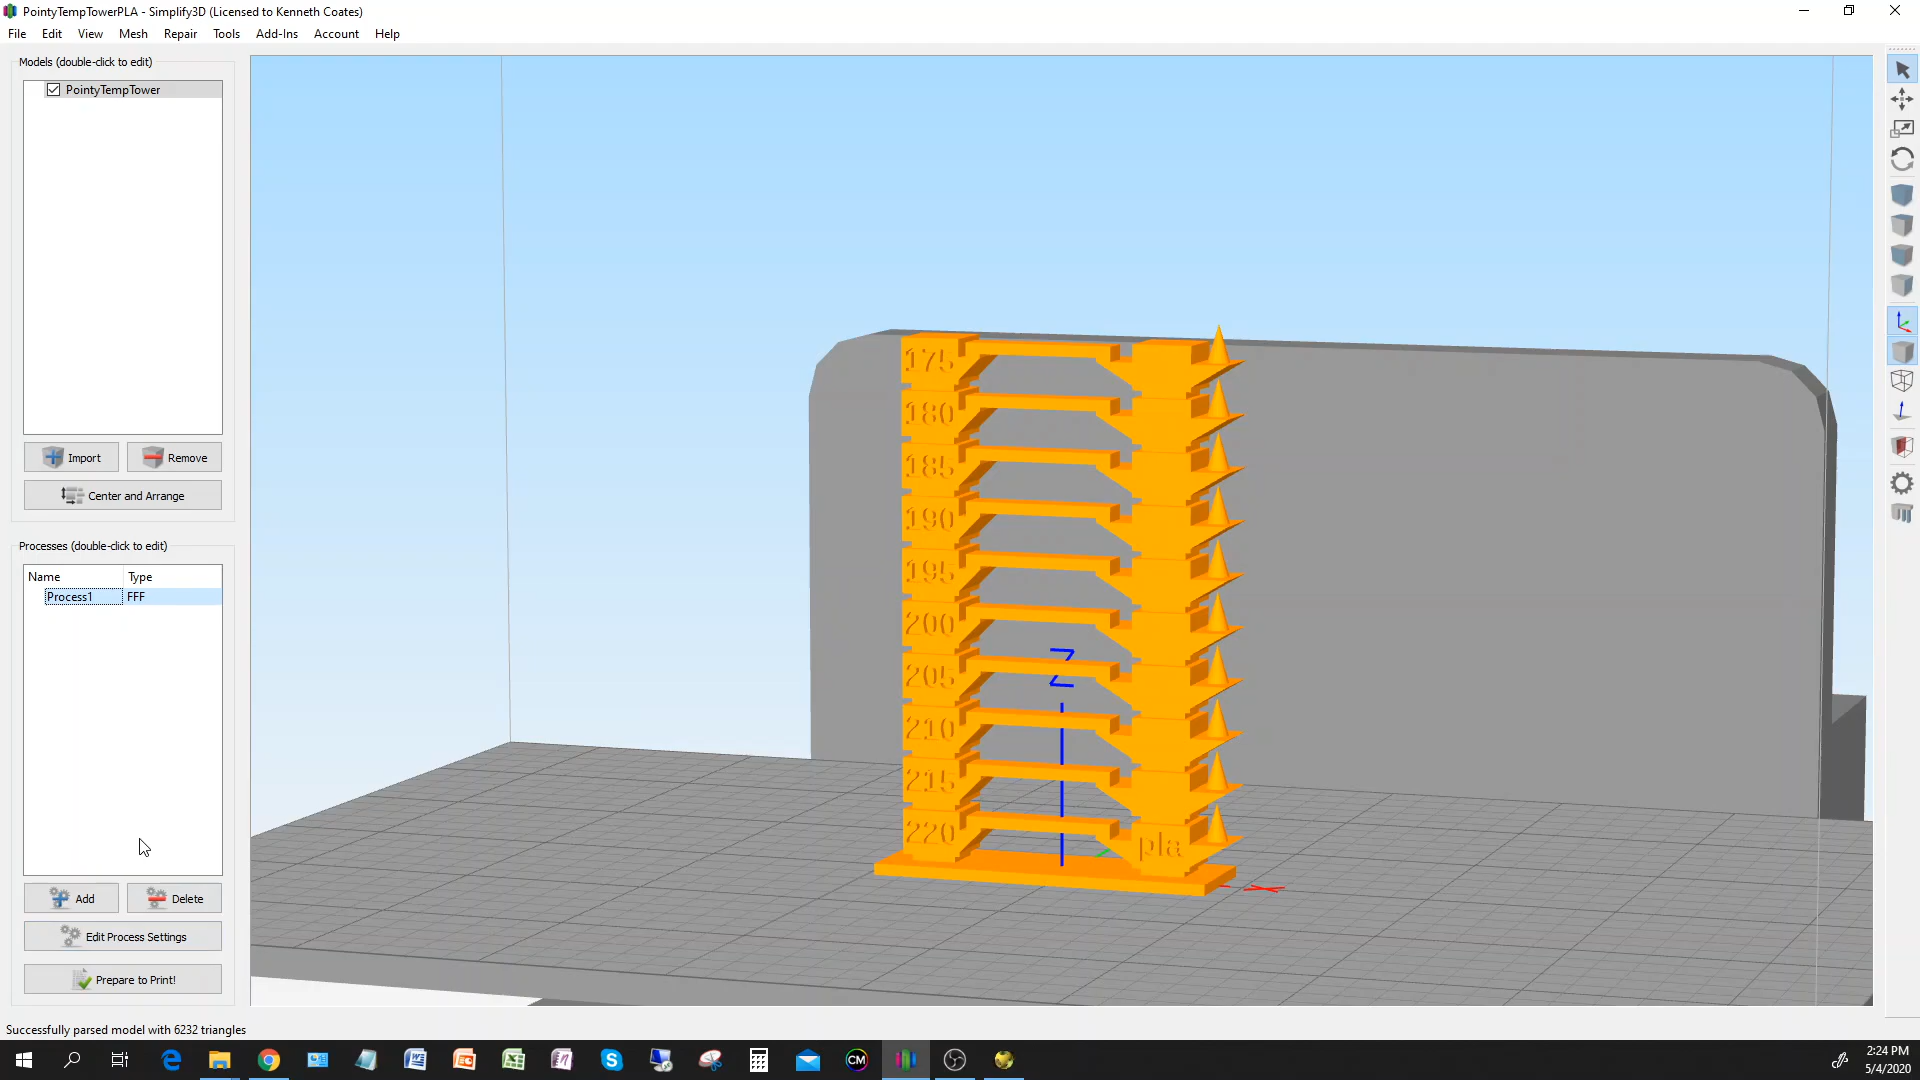 PointyTempTowerPLA - Simplify3D (Licensed to Kenneth Coates)
File Edit View Mesh Repair Tools Add-Ins Account Help
Models (double-click to edit)
PointyTempTower
Import Remove
Center and Arrange
Processes (double-click to edit)
Name Type
Process1 FFF
Add Delete
Edit Process Settings
Prepare to Print!
175
180
185
190
195
200
205
210
215
220
pla
Z
Successfully parsed model with 6232 triangles
CM
2:24 PM
5/4/2020